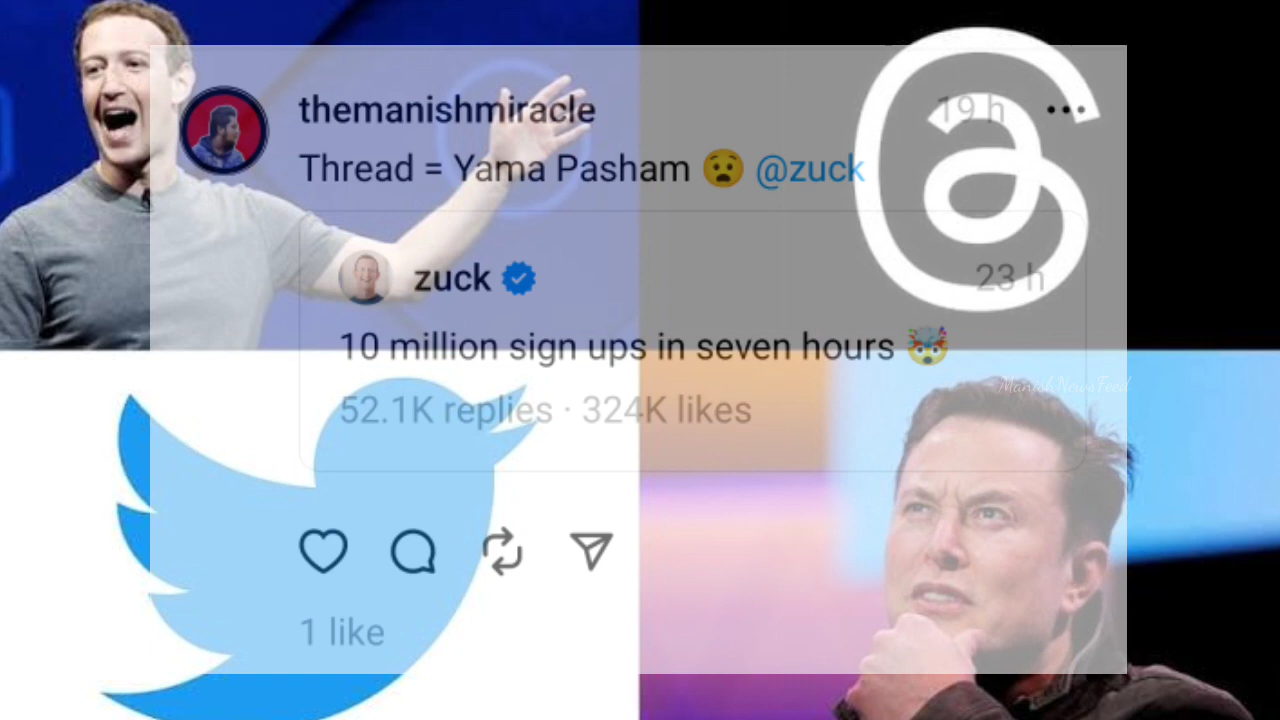 themanishmiracle 19 h
Thread = Yama Pasham 😧 @zuck
zuck 23 h
10 million sign ups in seven hours 🤯
52.1K replies · 324K likes
ManishNewsFeed
1 like